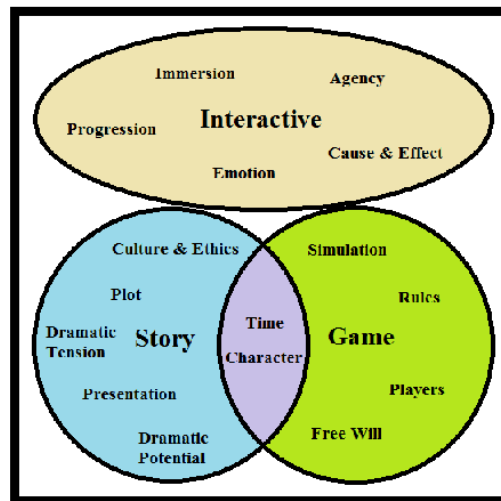 Immersion
Agency
Progression
Interactive
Cause & Effect
Emotion
Culture & Ethics
Plot
Dramatic
Tension
Story
Presentation
Dramatic
Potential
Time
Character
Simulation
Rules
Game
Players
Free Will